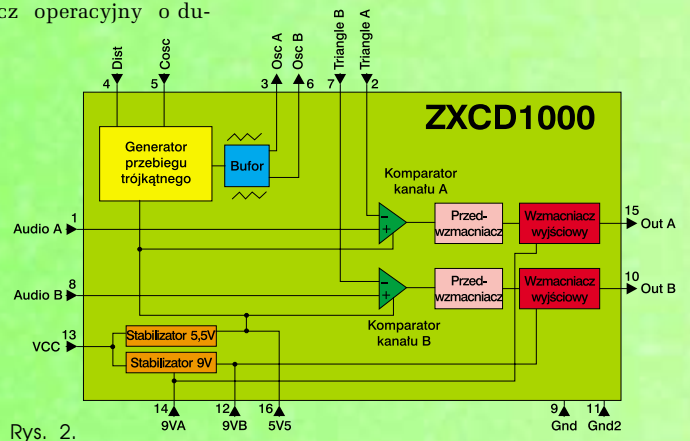 cz operacyjny o du-
Dist
Cosc
Osc A
Osc B
Triangle B
Triangle A
4
5
3
6
7
2
ZXCD1000
Generator
przebiegu
trójkątnego
Bufor
Komparator
kanału A
1
Audio A
−
+
Przed-
wzmacniacz
Wzmacniacz
wyjściowy
15
Out A
8
Audio B
−
+
Przed-
wzmacniacz
Wzmacniacz
wyjściowy
10
Out B
Komparator
kanału B
13
VCC
Stabilizator 5,5V
Stabilizator 9V
14
9VA
12
9VB
16
5V5
9
Gnd
11
Gnd2
Rys. 2.